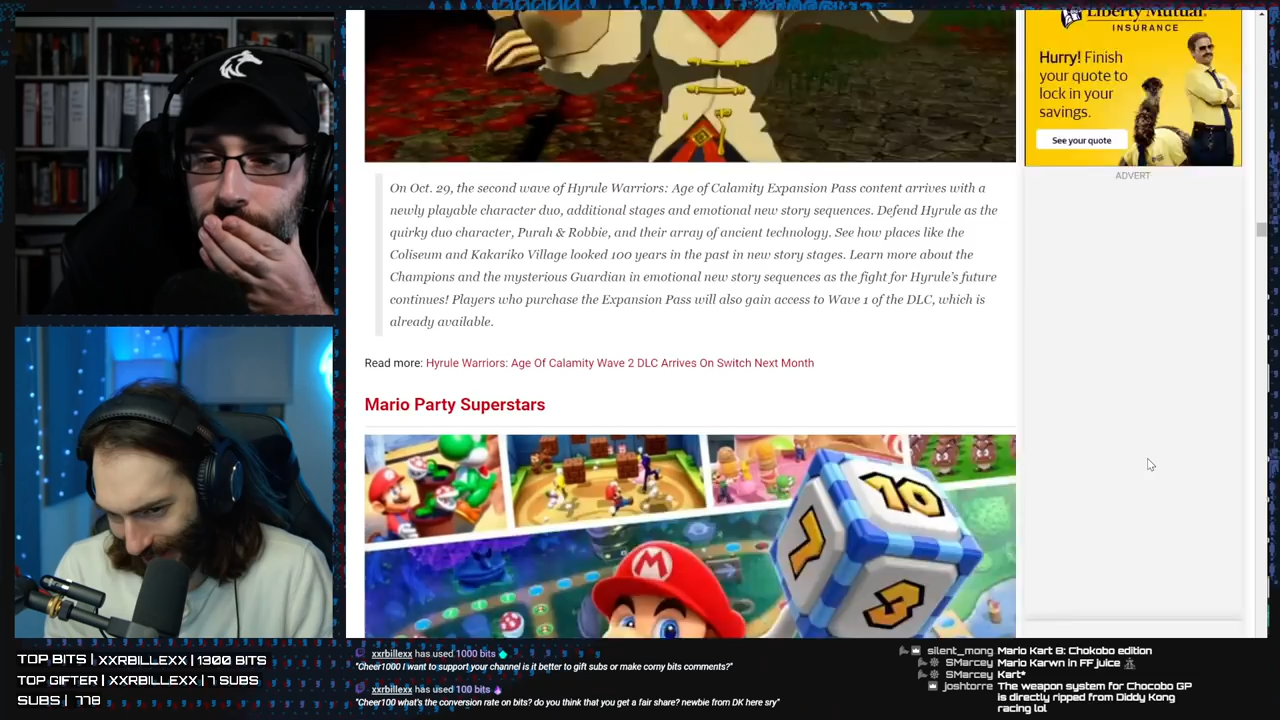 Liberty Mutual
INSURANCE
Hurry! Finish
your quote to
lock in your
savings.
See your quote
ADVERT
On Oct. 29, the second wave of Hyrule Warriors: Age of Calamity Expansion Pass content arrives with a
newly playable character duo, additional stages and emotional new story sequences. Defend Hyrule as the
quirky duo character, Purah & Robbie, and their array of ancient technology. See how places like the
Coliseum and Kakariko Village looked 100 years in the past in new story stages. Learn more about the
Champions and the mysterious Guardian in emotional new story sequences as the fight for Hyrule's future
continues! Players who purchase the Expansion Pass will also gain access to Wave 1 of the DLC, which is
already available.
Read more: Hyrule Warriors: Age Of Calamity Wave 2 DLC Arrives On Switch Next Month
Mario Party Superstars
10
7
3
M
TOP BITS | XXRBILLEXX | 1300 BITS
TOP GIFTER | XXRBILLEXX | 7 SUBS
SUBS | 778
xxrbillexx has used 1000 bits
"Cheer1000 I want to support your channel is it better to gift subs or make corny bits comments?"
xxrbillexx has used 100 bits
"Cheer100 what's the conversion rate on bits? do you think that you get a fair share? newbie from DK here sry"
silent_mong Mario Kart 8: Chokobo edition
SMarcey Mario Karwn in FF juice
SMarcey Kart*
joshtorre The weapon system for Chocobo GP
is directly ripped from Diddy Kong
racing lol